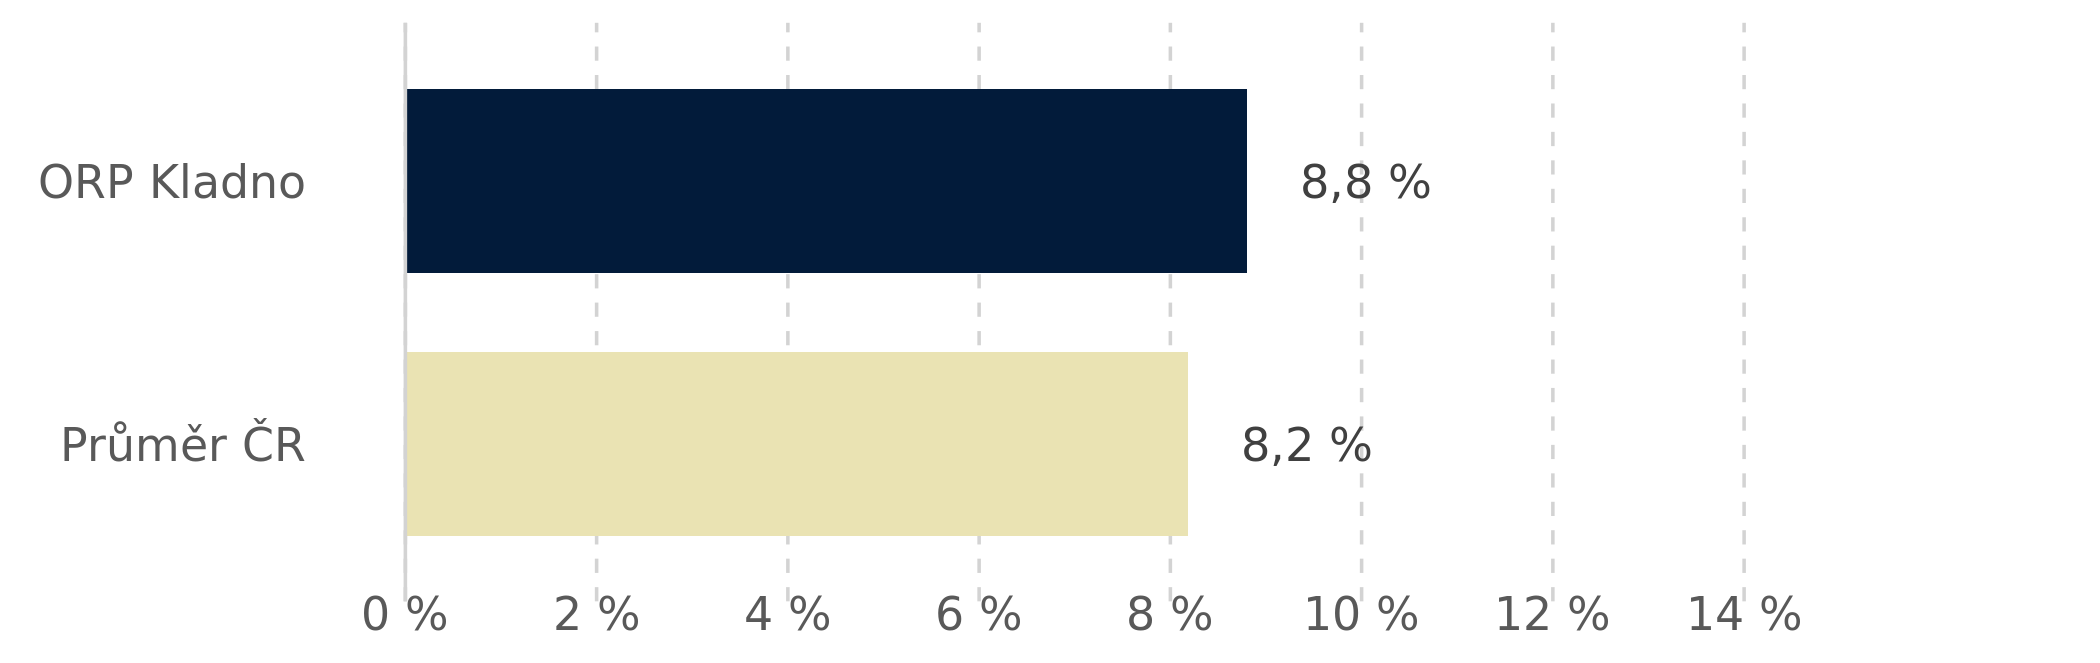 ORP Kladno 8,8 %
Průměr ČR 8,2 %
0 % 2 % 4 % 6 % 8 % 10 % 12 % 14 %